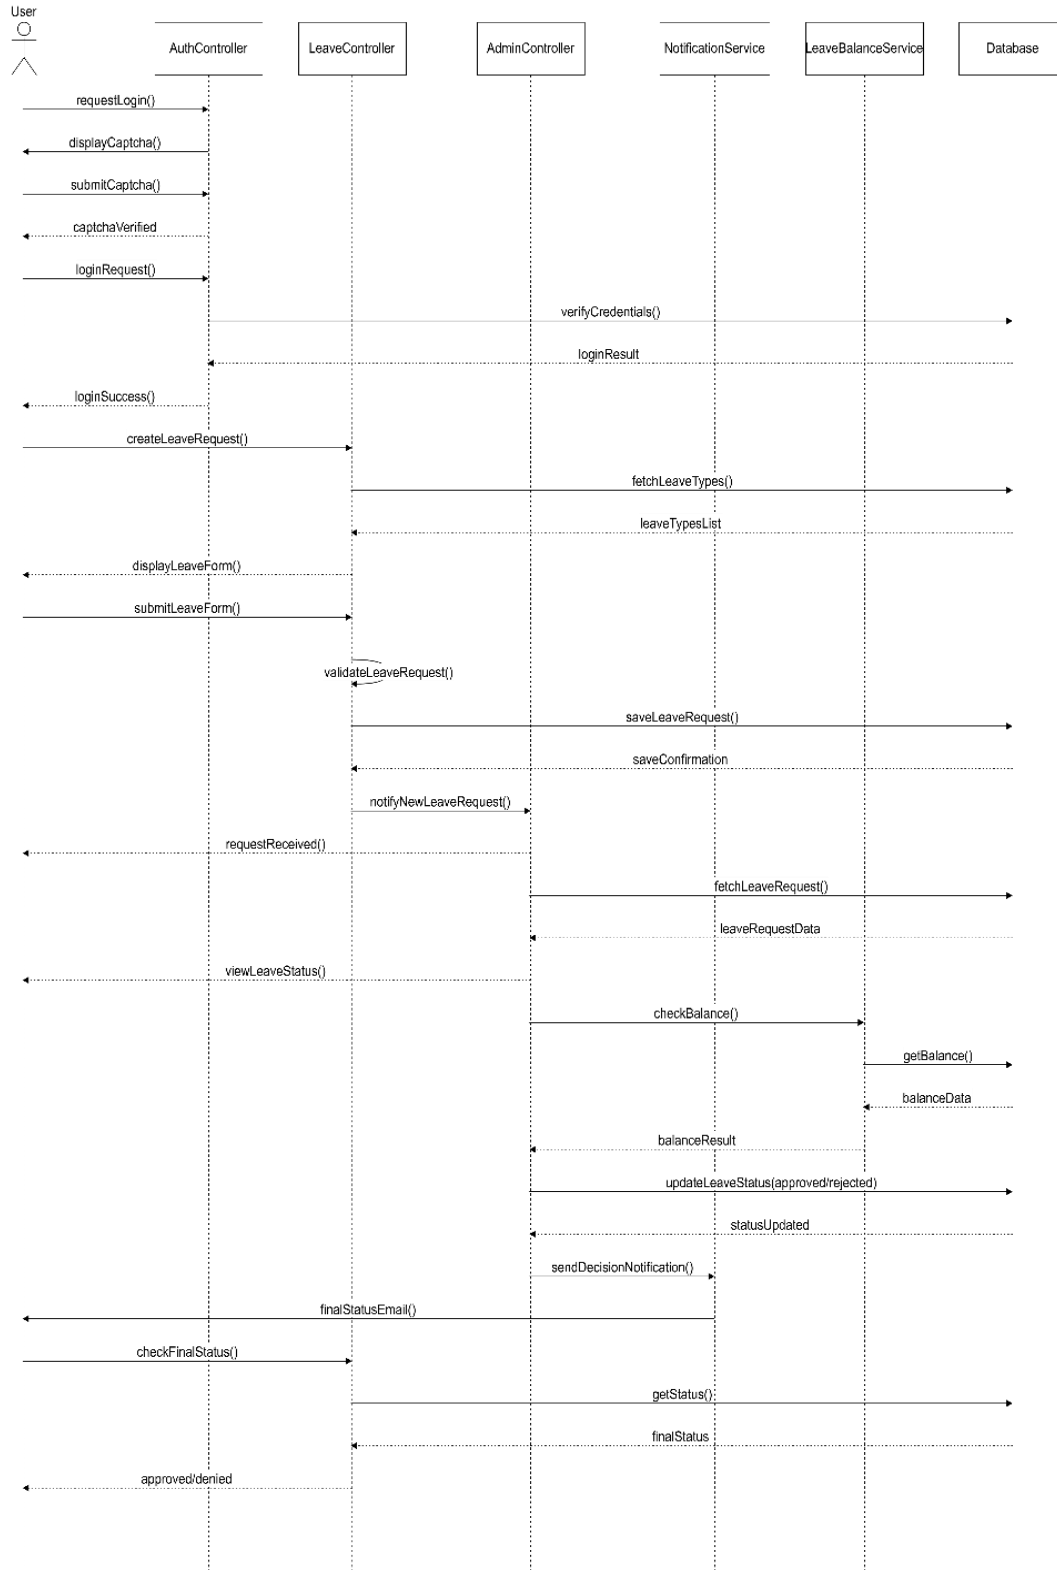 User
AuthController
LeaveController
AdminController
NotificationService
LeaveBalanceService
Database
requestLogin()
displayCaptcha()
submitCaptcha()
captchaVerified
loginRequest()
verifyCredentials()
loginResult
loginSuccess()
createLeaveRequest()
fetchLeaveTypes()
leaveTypesList
displayLeaveForm()
submitLeaveForm()
validateLeaveRequest()
saveLeaveRequest()
saveConfirmation
notifyNewLeaveRequest()
requestReceived()
fetchLeaveRequest()
leaveRequestData
viewLeaveStatus()
checkBalance()
getBalance()
balanceData
balanceResult
updateLeaveStatus(approved/rejected)
statusUpdated
sendDecisionNotification()
finalStatusEmail()
checkFinalStatus()
getStatus()
finalStatus
approved/denied